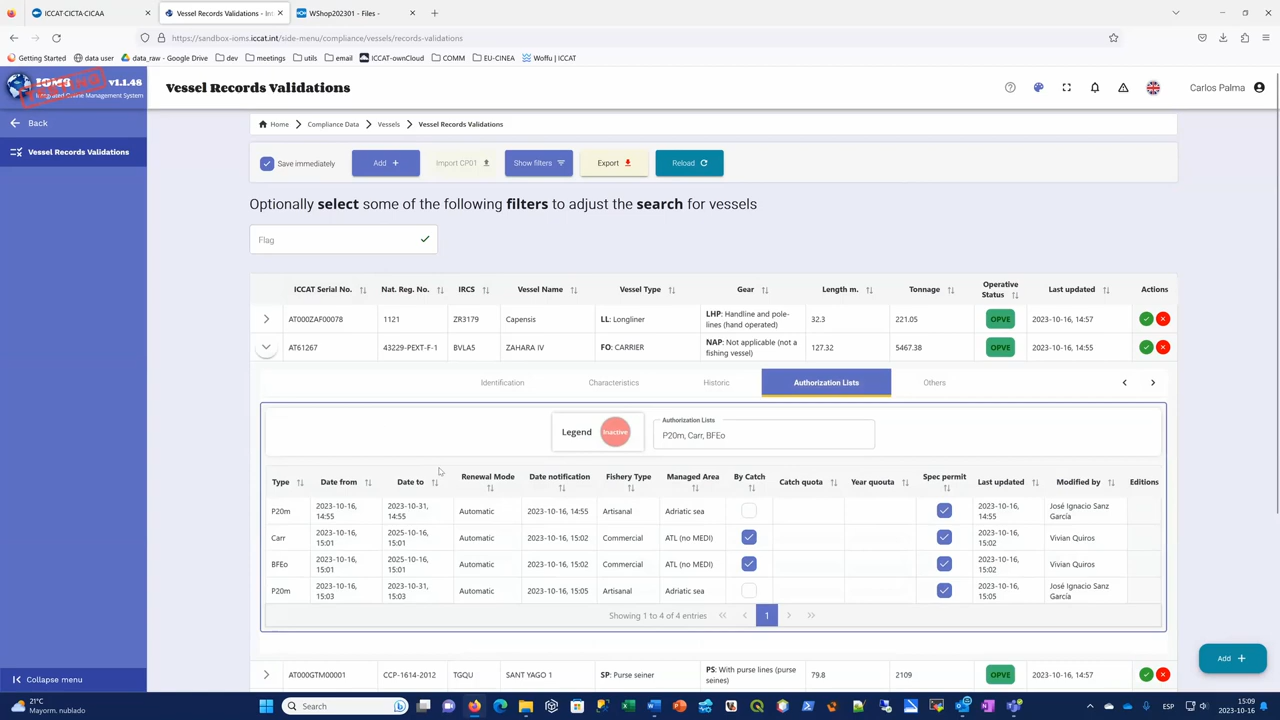 ICCAT·CICTA·CICAA
Vessel Records Validations - Int
WShop202301 - Files -
https://sandbox-ioms.iccat.int/side-menu/compliance/vessels/records-validations
Getting Started
data user
data_raw - Google Drive
dev
meetings
utils
email
ICCAT-ownCloud
COMM
EU-CINEA
Woffu | ICCAT
IOMS v1.1.48
Integrated Online Management System
Vessel Records Validations
Carlos Palma
Back
Vessel Records Validations
Home
Compliance Data
Vessels
Vessel Records Validations
Save immediately
Add +
Import CP01
Show filters
Export
Reload
Optionally select some of the following filters to adjust the search for vessels
Flag
ICCAT Serial No. Nat. Reg. No. IRCS Vessel Name Vessel Type Gear Length m. Tonnage Operative Status Last updated Actions
AT000ZAF00078 1121 ZR3179 Capensis LL: Longliner LHP: Handline and pole-lines (hand operated) 32.3 221.05 OPVE 2023-10-16, 14:57
AT61267 43229-PEXT-F-1 BVLA5 ZAHARA IV FO: CARRIER NAP: Not applicable (not a fishing vessel) 127.32 5467.38 OPVE 2023-10-16, 14:55
Identification
Characteristics
Historic
Authorization Lists
Others
Legend Inactive
Authorization Lists
P20m, Carr, BFEo
Type Date from Date to Renewal Mode Date notification Fishery Type Managed Area By Catch Catch quota Year quouta Spec permit Last updated Modified by Editions
P20m 2023-10-16, 14:55 2023-10-31, 14:55 Automatic 2023-10-16, 14:55 Artisanal Adriatic sea 2023-10-16, 14:55 José Ignacio Sanz García
Carr 2023-10-16, 15:01 2025-10-16, 15:01 Automatic 2023-10-16, 15:02 Commercial ATL (no MEDI) 2023-10-16, 15:02 Vivian Quiros
BFEo 2023-10-16, 15:01 2025-10-16, 15:01 Automatic 2023-10-16, 15:02 Commercial ATL (no MEDI) 2023-10-16, 15:02 Vivian Quiros
P20m 2023-10-16, 15:03 2023-10-31, 15:03 Automatic 2023-10-16, 15:05 Artisanal Adriatic sea 2023-10-16, 15:05 José Ignacio Sanz García
Showing 1 to 4 of 4 entries
1
AT000GTM00001 CCP-1614-2012 TGQU SANT YAGO 1 SP: Purse seiner PS: With purse lines (purse seines) 79.8 2109 OPVE 2023-10-16, 14:57
Add +
Collapse menu
21°C
Mayorm. nublado
Search
ESP
15:09
2023-10-16